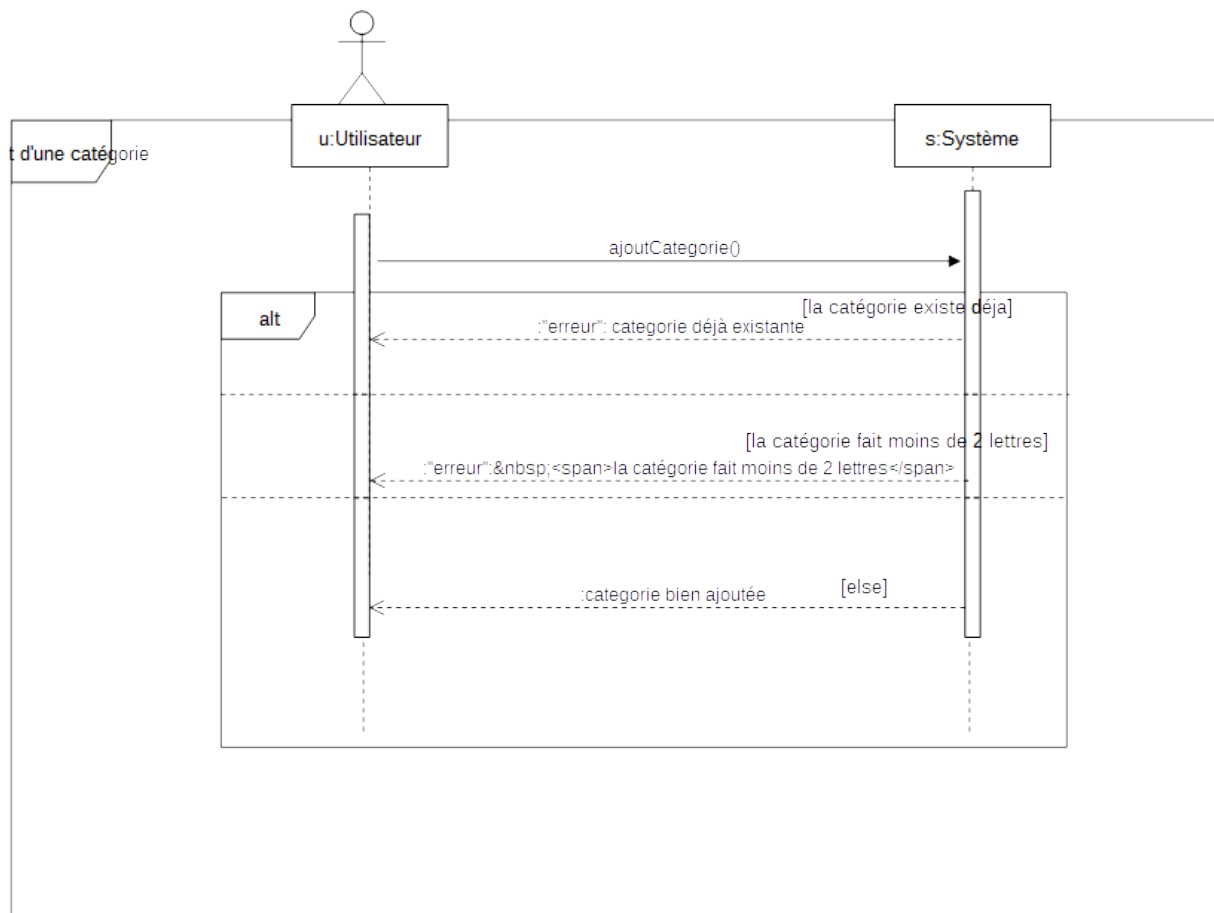 u:Utilisateur
s:Système
t d'une catégorie
ajoutCategorie()
alt
[la catégorie existe déja]
:"erreur": categorie déjà existante
[la catégorie fait moins de 2 lettres]
:"erreur":&nbsp;<span>la catégorie fait moins de 2 lettres</span>
[else]
:categorie bien ajoutée